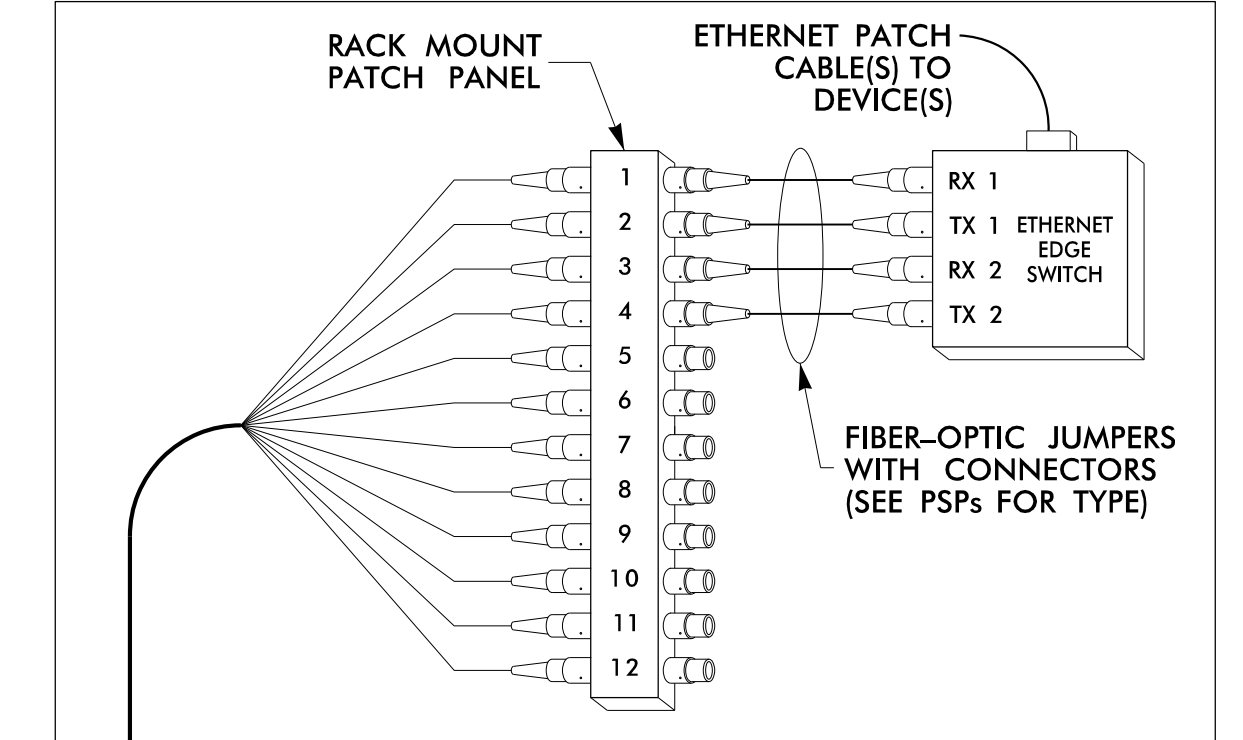 RACK MOUNT
PATCH PANEL
ETHERNET PATCH
CABLE(S) TO
DEVICE(S)
1
2
3
4
5
6
7
8
9
10
11
12
RX 1
TX 1
RX 2
TX 2
ETHERNET
EDGE
SWITCH
FIBER–OPTIC JUMPERS
WITH CONNECTORS
(SEE PSPs FOR TYPE)